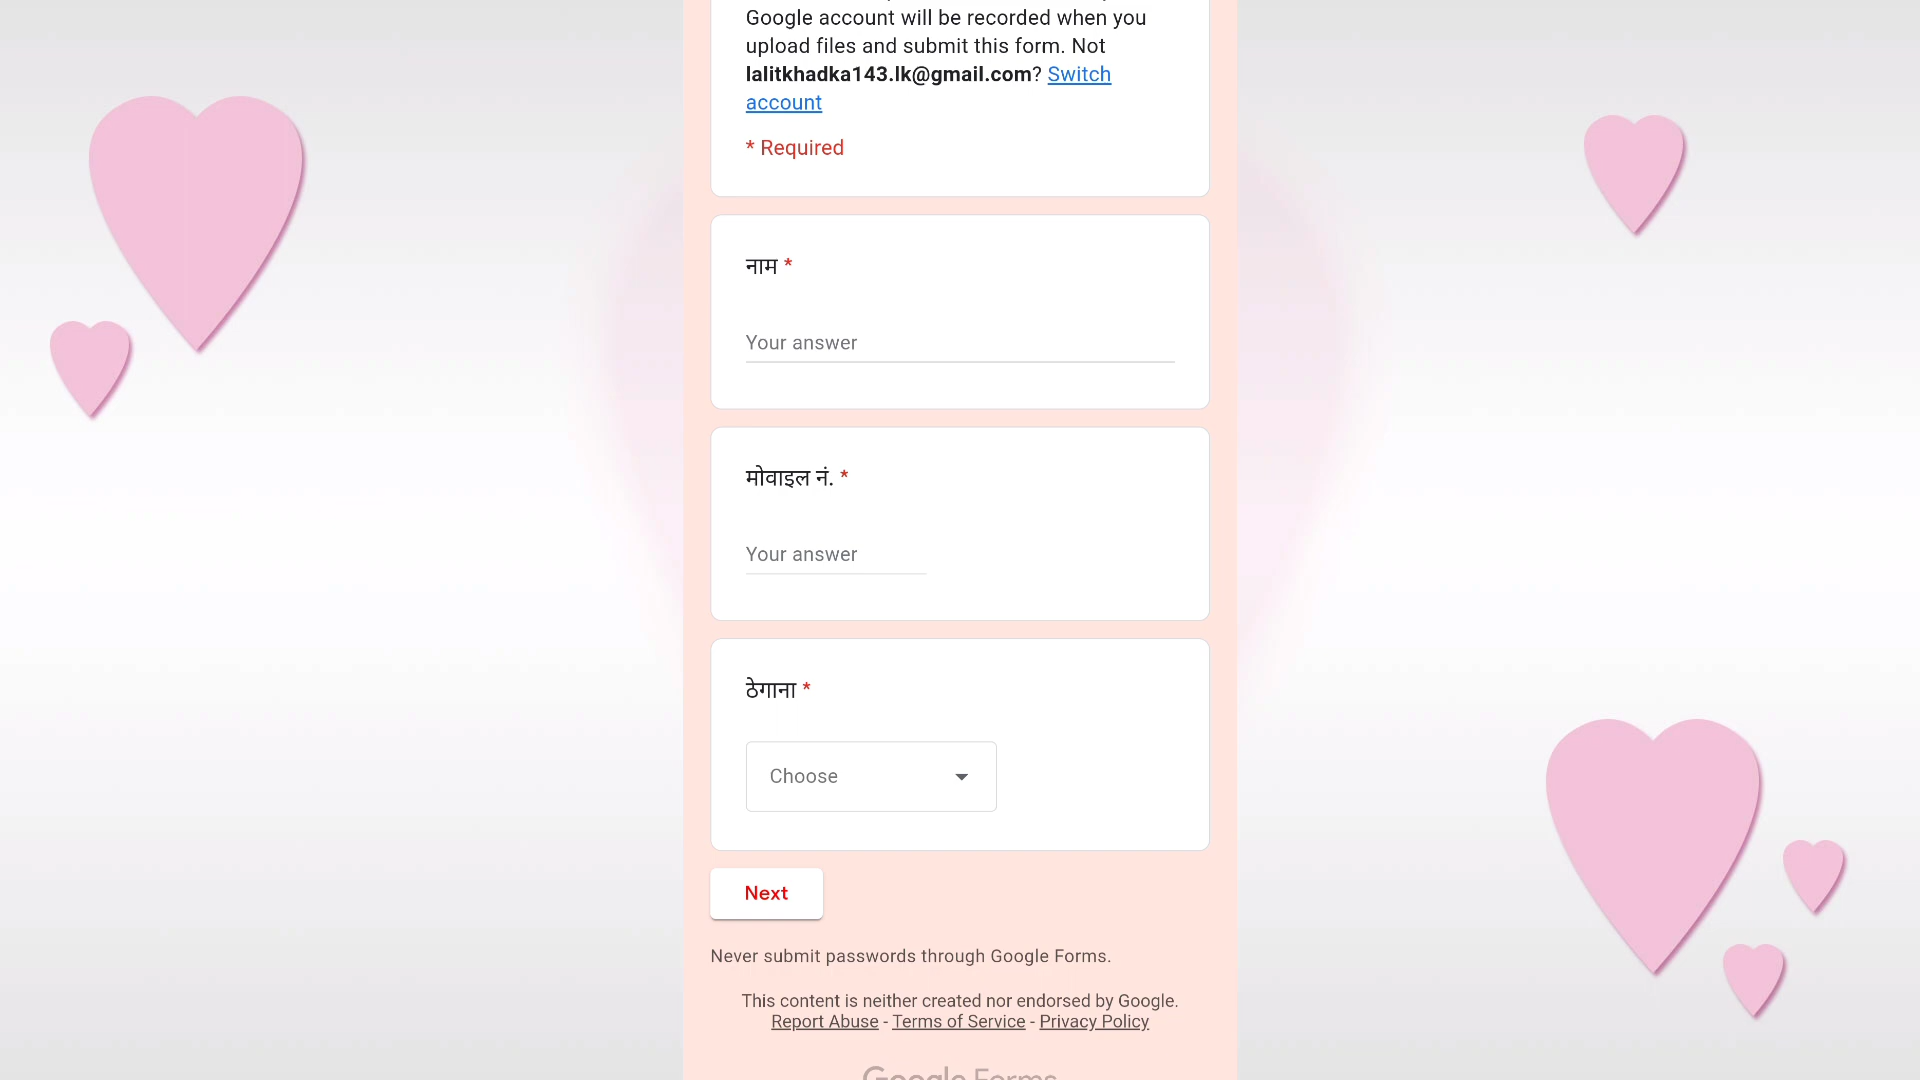 Google account will be recorded when you
upload files and submit this form. Not
lalitkhadka143.lk@gmail.com? Switch
account
* Required
नाम *
Your answer
मोवाइल नं. *
Your answer
ठेगाना *
Choose
Next
Never submit passwords through Google Forms.
This content is neither created nor endorsed by Google.
Report Abuse - Terms of Service - Privacy Policy
Google Forms